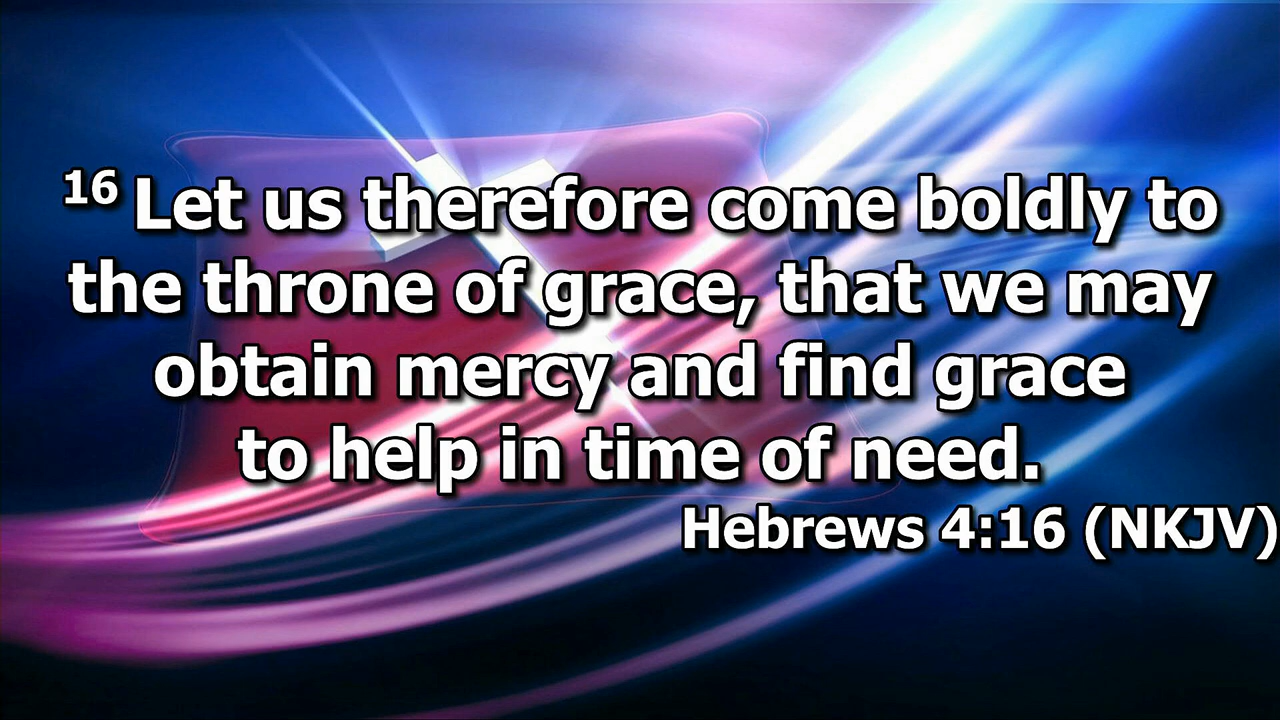 16 Let us therefore come boldly to
the throne of grace, that we may
obtain mercy and find grace
to help in time of need.
Hebrews 4:16 (NKJV)